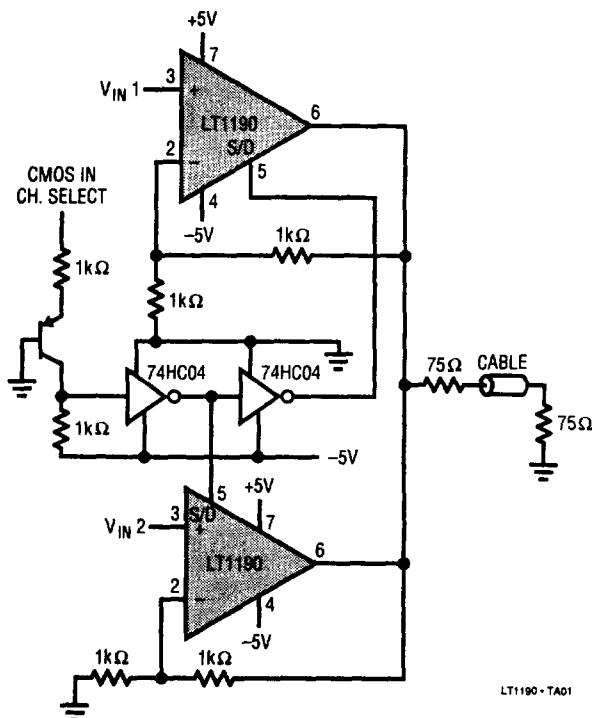 +5V
7
3
V_IN 1
+
LT1190
6
S/D
2
−
5
4
−5V
CMOS IN
CH. SELECT
1kΩ
1kΩ
1kΩ
74HC04
74HC04
75Ω
CABLE
75Ω
1kΩ
−5V
5
+5V
S/D
3
7
V_IN 2
+
6
LT1190
2
−
4
−5V
1kΩ
1kΩ
LT1190 • TA01